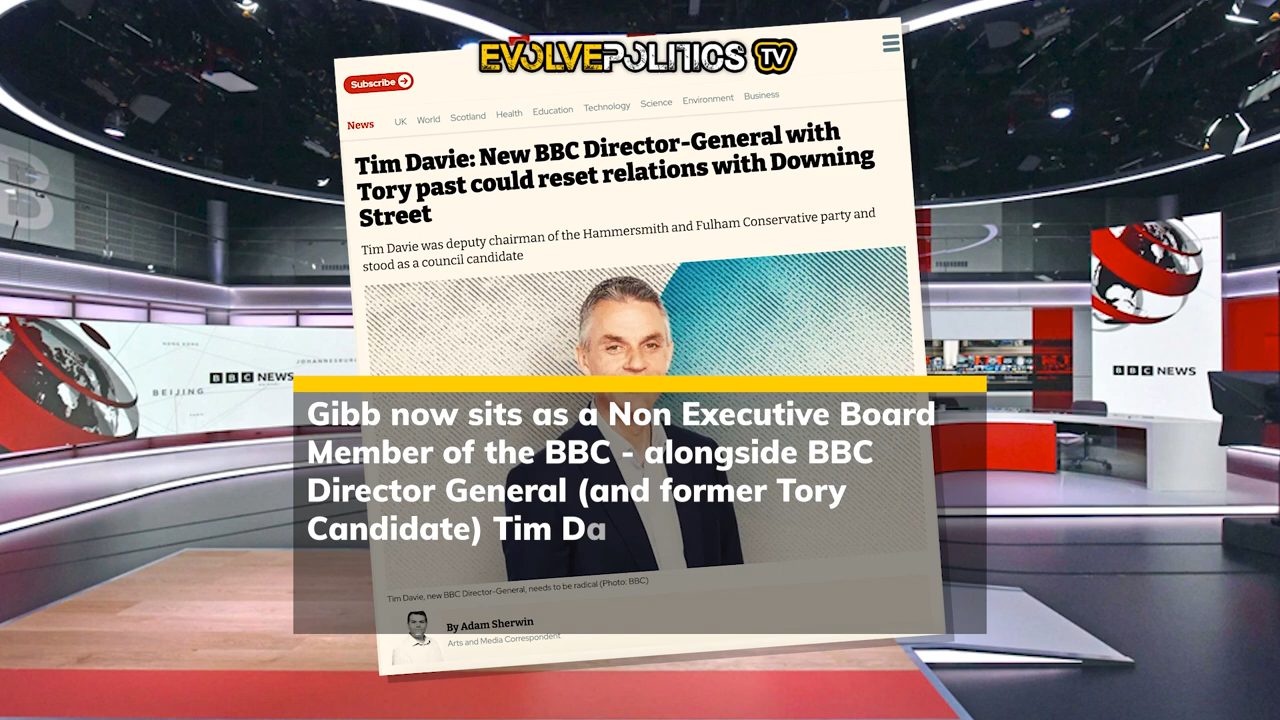 EVOLVEPOLITICS TV
Subscribe
News UK World Scotland Health Education Technology Science Environment Business
Tim Davie: New BBC Director-General with
Tory past could reset relations with Downing
Street
Tim Davie was deputy chairman of the Hammersmith and Fulham Conservative party and
stood as a council candidate
HONG KONG
JOHANNESBURG
BEIJING
BBC NEWS
BBC NEWS
Gibb now sits as a Non Executive Board
Member of the BBC - alongside BBC
Director General (and former Tory
Candidate) Tim Da
Tim Davie, new BBC Director-General, needs to be radical (Photo: BBC)
By Adam Sherwin
Arts and Media Correspondent